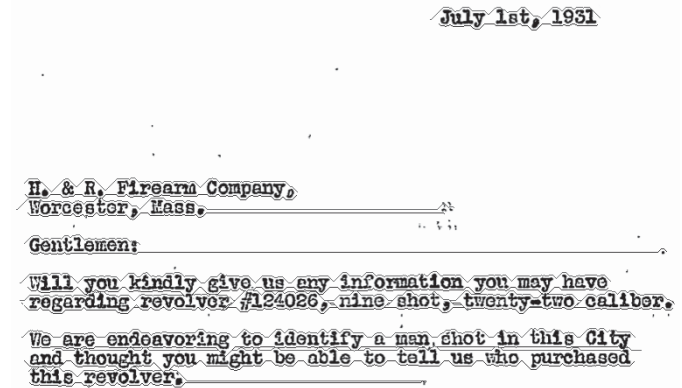 July 1st, 1931
H. & R. Firearm Company,
Worcester, Mass.
Gentlemen:
Will you kindly give us any information you may have
regarding revolver #124026, nine shot, twenty-two caliber.
We are endeavoring to identify a man shot in this City
and thought you might be able to tell us who purchased
this revolver.